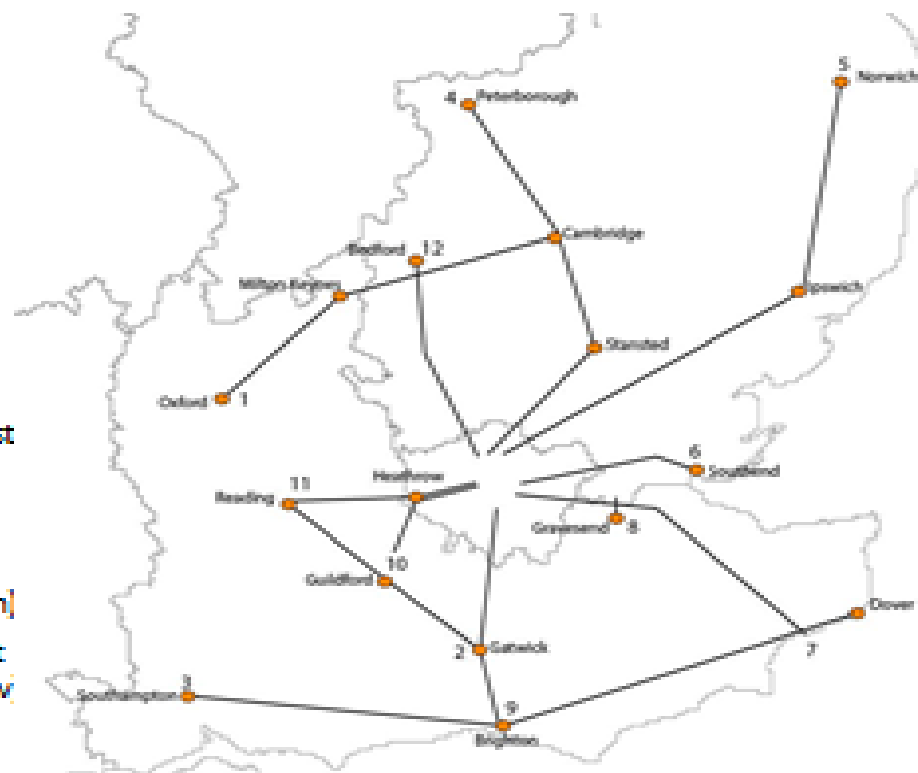 5
Norwich
4 Peterborough
Cambridge
Bedford 12
Milton Keynes
Ipswich
Stansted
Oxford 1
st
6
Southend
Heathrow
11
Reading
Gravesend 8
10
Guildford
Dover
2 Gatwick
7
3
Southampton
9
Brighton